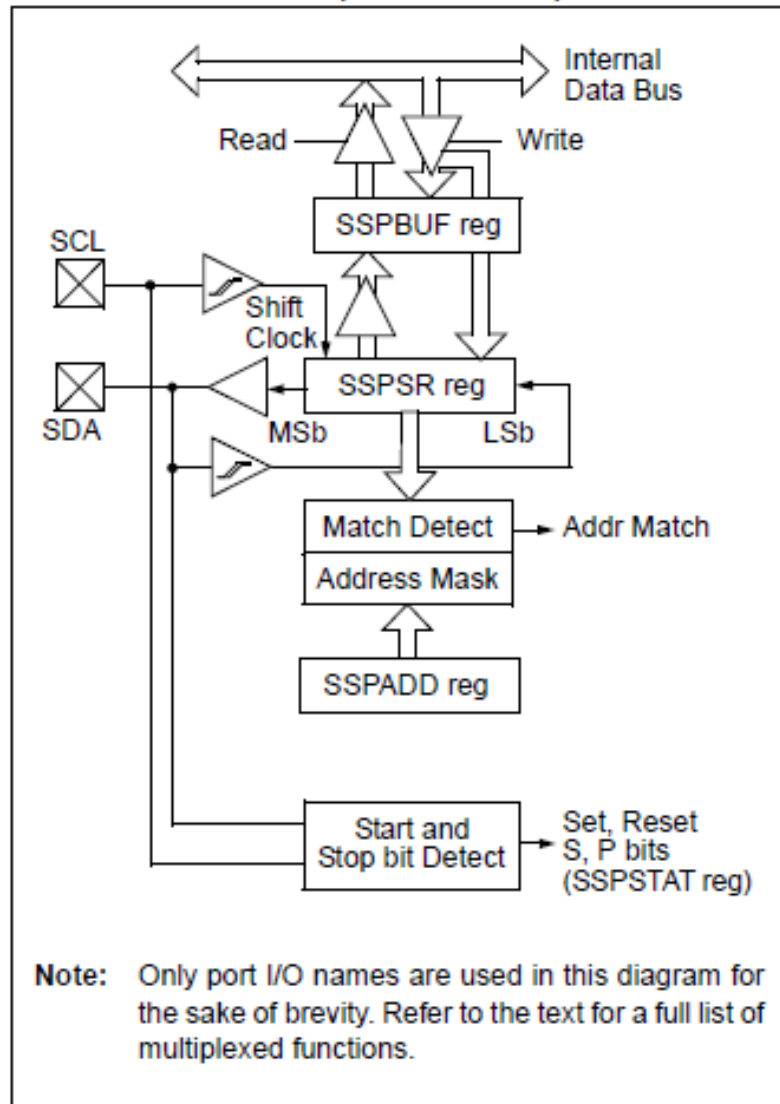 Internal
Data Bus
Read
Write
SSPBUF reg
SCL
Shift
Clock
SSPSR reg
SDA
MSb
LSb
Match Detect
Addr Match
Address Mask
SSPADD reg
Start and
Stop bit Detect
Set, Reset
S, P bits
(SSPSTAT reg)
Note: Only port I/O names are used in this diagram for
the sake of brevity. Refer to the text for a full list of
multiplexed functions.